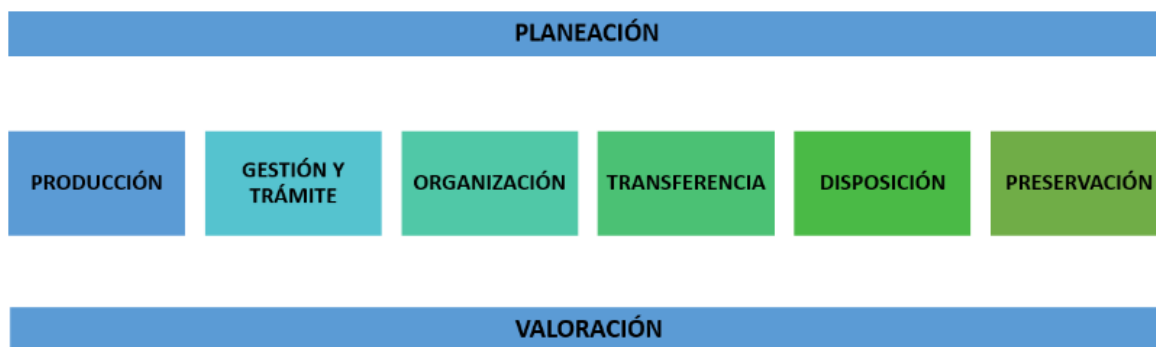 PLANEACIÓN
PRODUCCIÓN
GESTIÓN Y
TRÁMITE
ORGANIZACIÓN
TRANSFERENCIA
DISPOSICIÓN
PRESERVACIÓN
VALORACIÓN